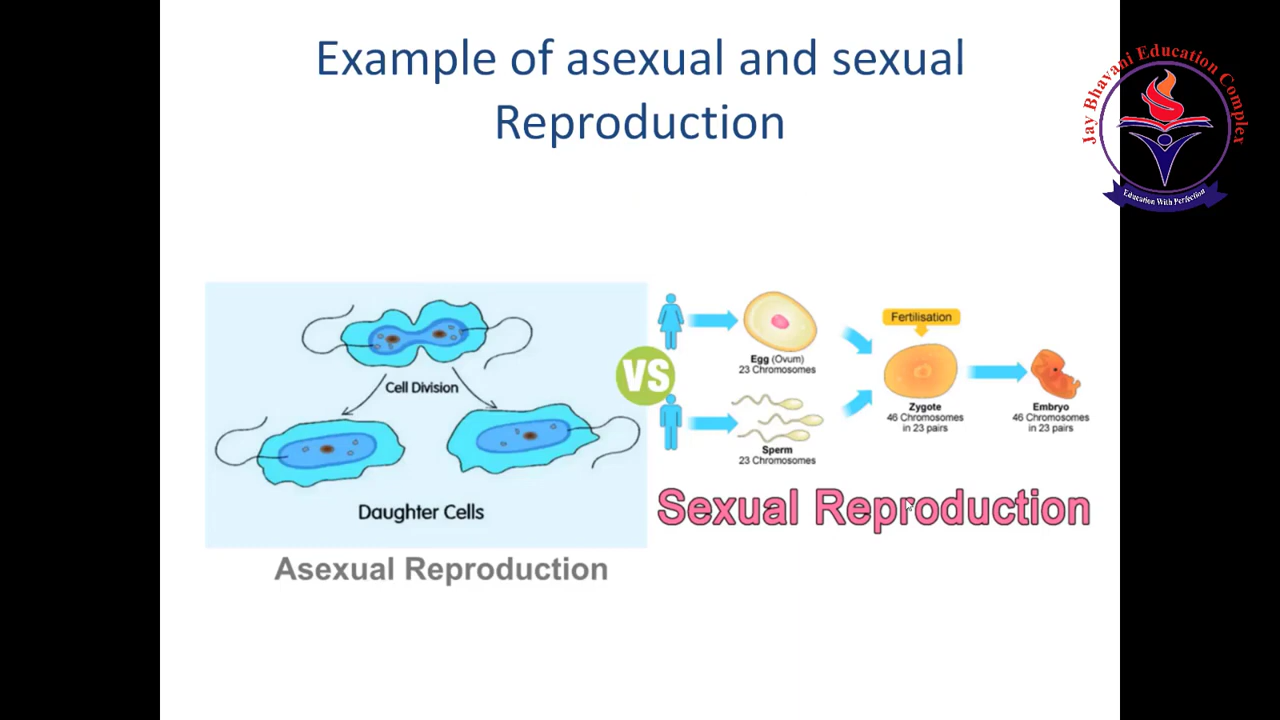 Example of asexual and sexual
Reproduction
Jay Bhavani Education Complex
Education With Perfection
Cell Division
Daughter Cells
Asexual Reproduction
VS
Egg (Ovum)
23 Chromosomes
Sperm
23 Chromosomes
Fertilisation
Zygote
46 Chromosomes
in 23 pairs
Embryo
46 Chromosomes
in 23 pairs
Sexual Reproduction